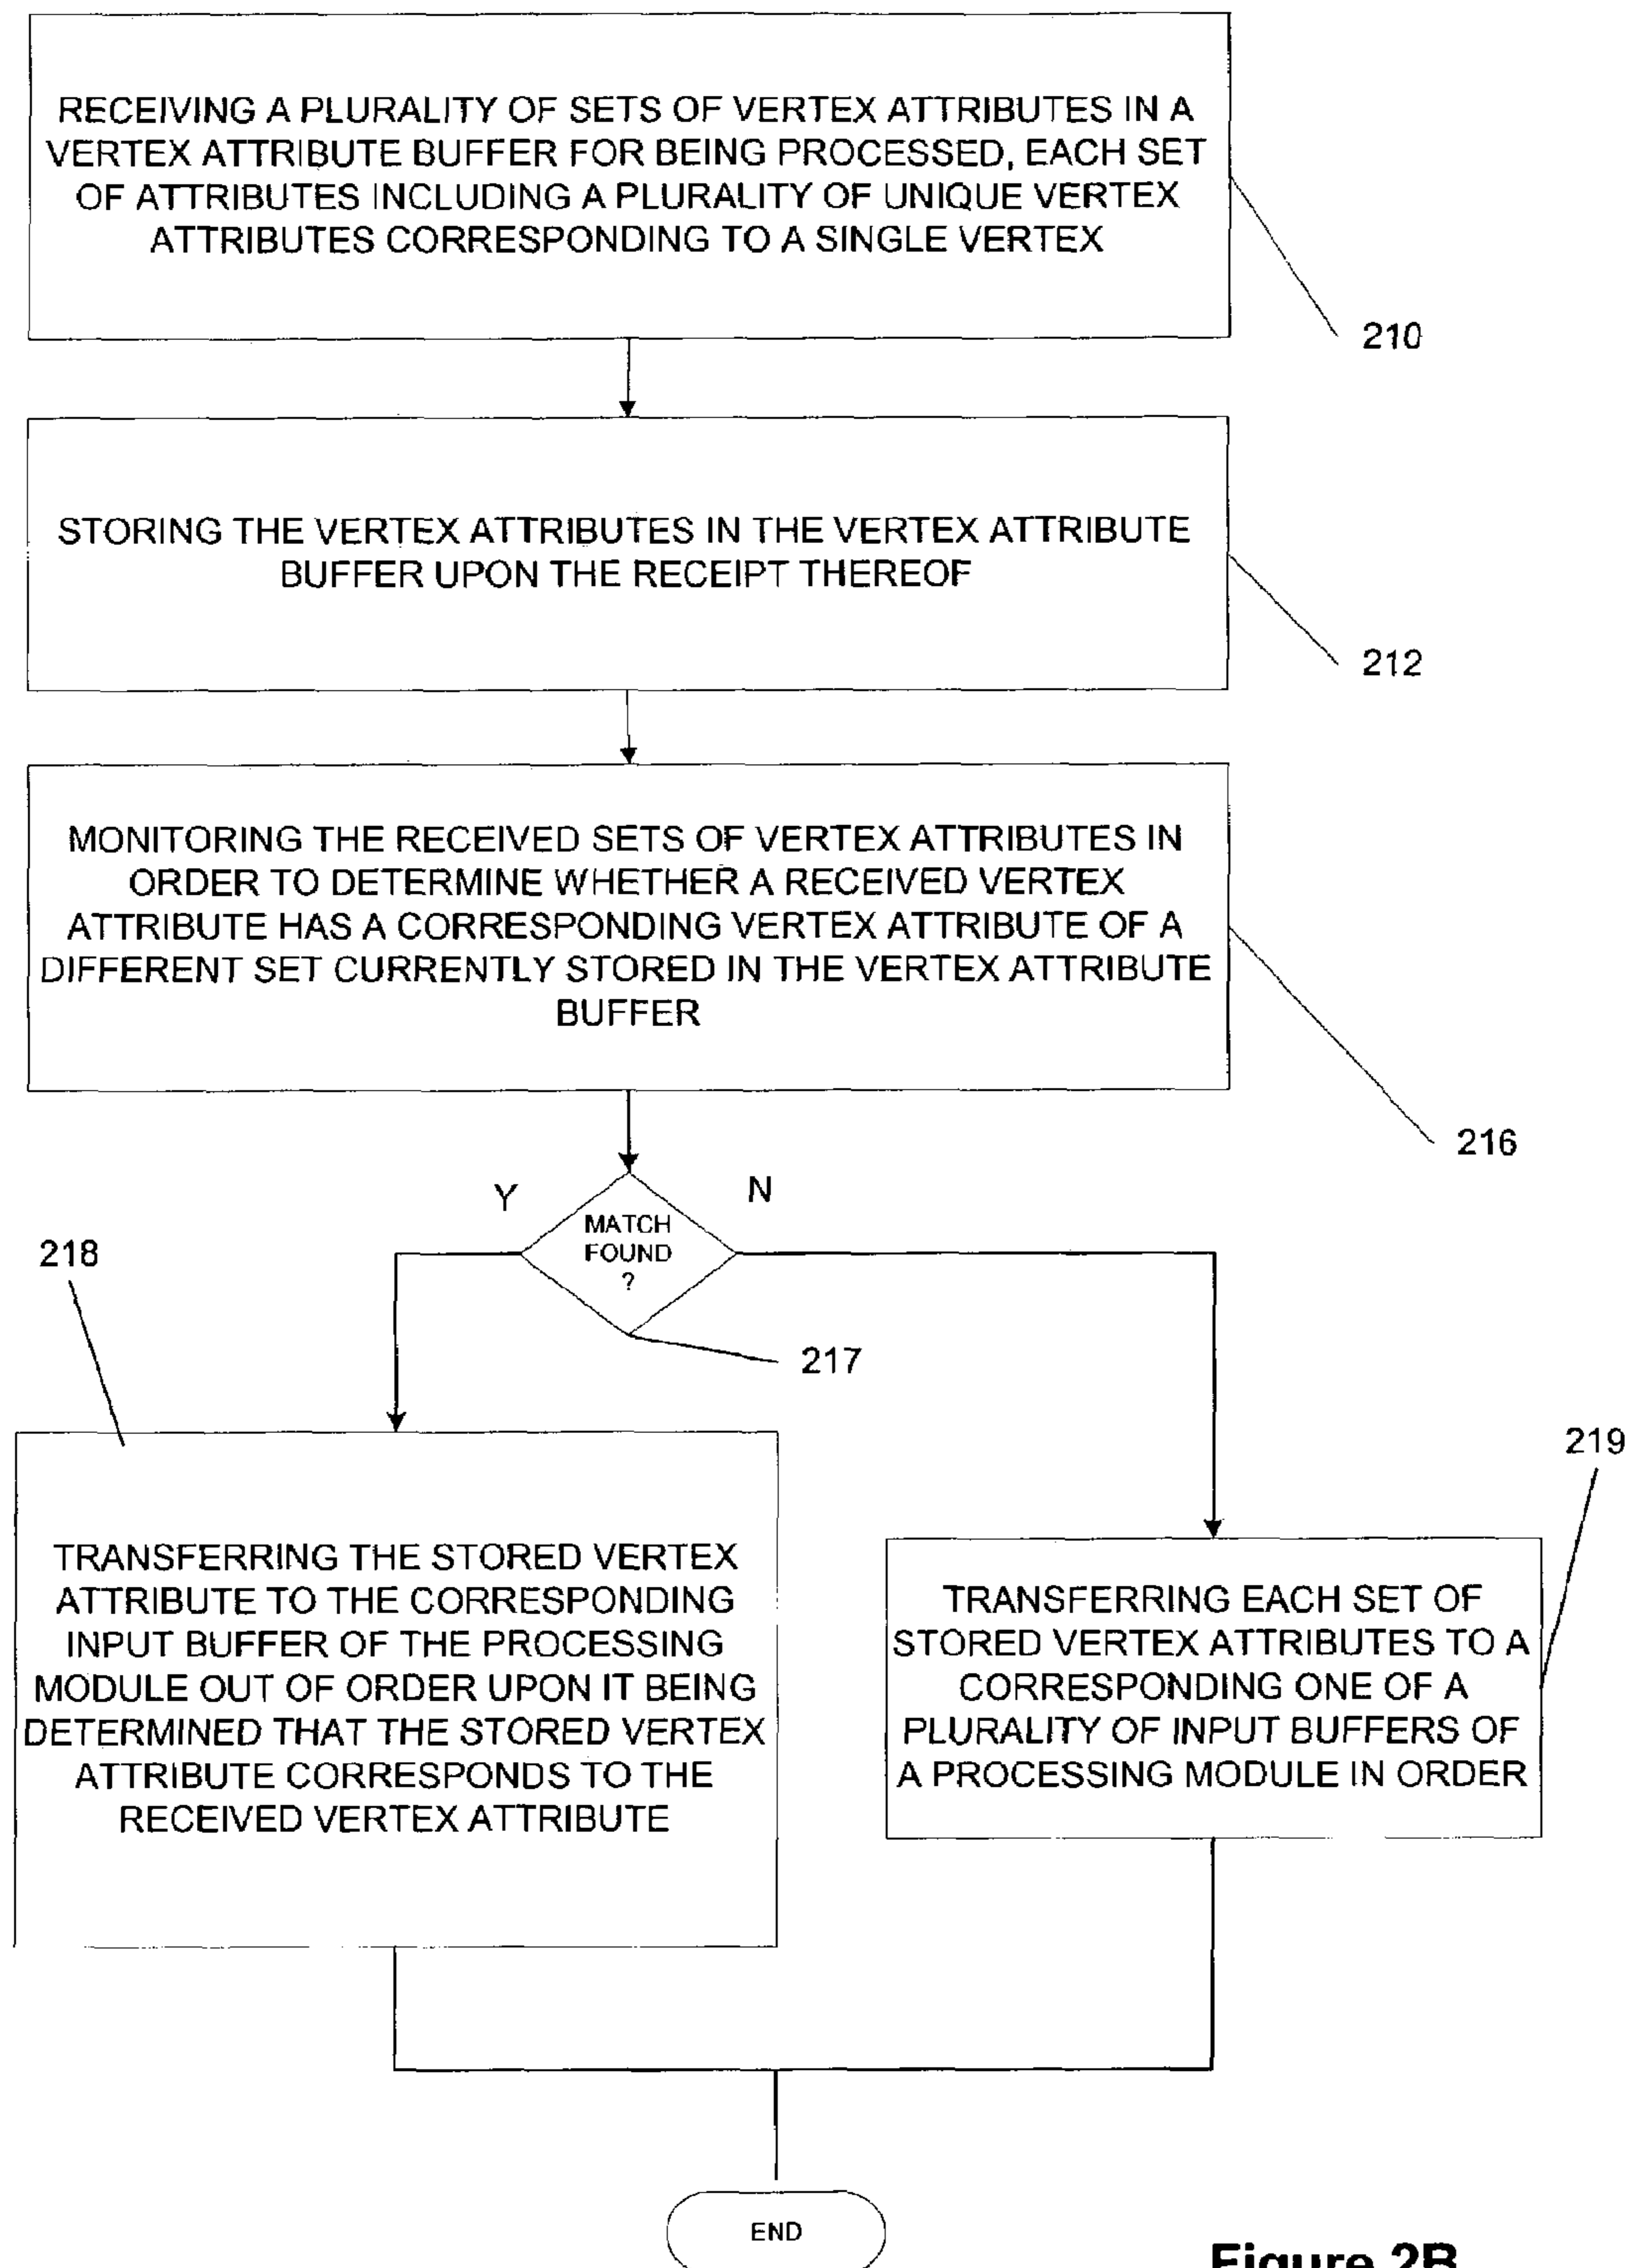 RECEIVING A PLURALITY OF SETS OF VERTEX ATTRIBUTES IN A
VERTEX ATTRIBUTE BUFFER FOR BEING PROCESSED, EACH SET
OF ATTRIBUTES INCLUDING A PLURALITY OF UNIQUE VERTEX
ATTRIBUTES CORRESPONDING TO A SINGLE VERTEX
210
STORING THE VERTEX ATTRIBUTES IN THE VERTEX ATTRIBUTE
BUFFER UPON THE RECEIPT THEREOF
212
MONITORING THE RECEIVED SETS OF VERTEX ATTRIBUTES IN
ORDER TO DETERMINE WHETHER A RECEIVED VERTEX
ATTRIBUTE HAS A CORRESPONDING VERTEX ATTRIBUTE OF A
DIFFERENT SET CURRENTLY STORED IN THE VERTEX ATTRIBUTE
BUFFER
216
Y
N
MATCH
FOUND
?
217
218
TRANSFERRING THE STORED VERTEX
ATTRIBUTE TO THE CORRESPONDING
INPUT BUFFER OF THE PROCESSING
MODULE OUT OF ORDER UPON IT BEING
DETERMINED THAT THE STORED VERTEX
ATTRIBUTE CORRESPONDS TO THE
RECEIVED VERTEX ATTRIBUTE
219
TRANSFERRING EACH SET OF
STORED VERTEX ATTRIBUTES TO A
CORRESPONDING ONE OF A
PLURALITY OF INPUT BUFFERS OF
A PROCESSING MODULE IN ORDER
END
Figure 2B